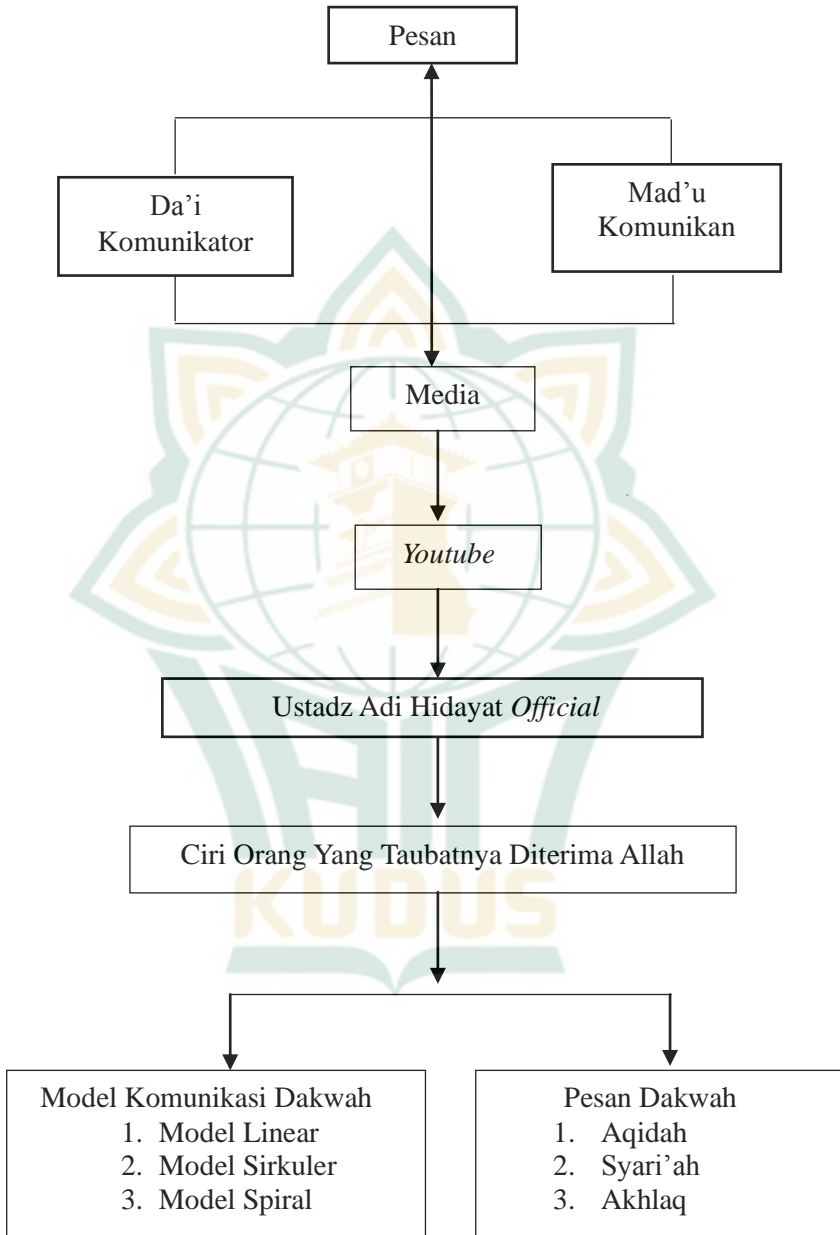 Pesan
Da'i
Komunikator
Mad'u
Komunikan
Media
Youtube
Ustadz Adi Hidayat Official
Ciri Orang Yang Taubatnya Diterima Allah
KUDUS
Model Komunikasi Dakwah
1. Model Linear
2. Model Sirkuler
3. Model Spiral
Pesan Dakwah
1. Aqidah
2. Syari'ah
3. Akhlaq